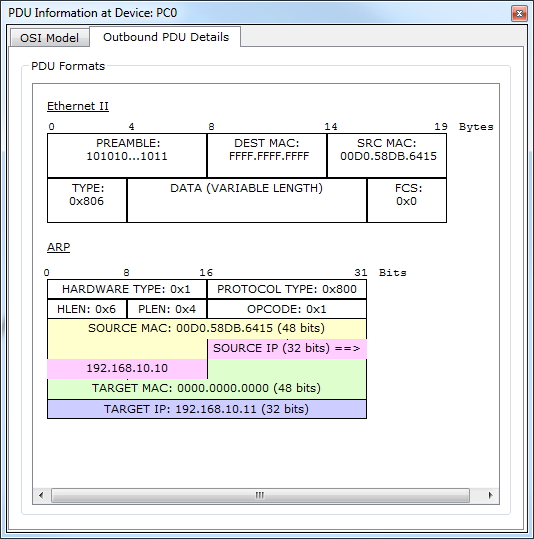 PDU Information at Device: PC0
OSI Model Outbound PDU Details
PDU Formats
Ethernet II
0 4 8 14 19 Bytes
PREAMBLE: DEST MAC: SRC MAC:
101010...1011 FFFF.FFFF.FFFF 00D0.58DB.6415
TYPE: DATA (VARIABLE LENGTH) FCS:
0x806 0x0
ARP
0 8 16 31 Bits
HARDWARE TYPE: 0x1 PROTOCOL TYPE: 0x800
HLEN: 0x6 PLEN: 0x4 OPCODE: 0x1
SOURCE MAC: 00D0.58DB.6415 (48 bits)
SOURCE IP (32 bits) ==>
192.168.10.10
TARGET MAC: 0000.0000.0000 (48 bits)
TARGET IP: 192.168.10.11 (32 bits)